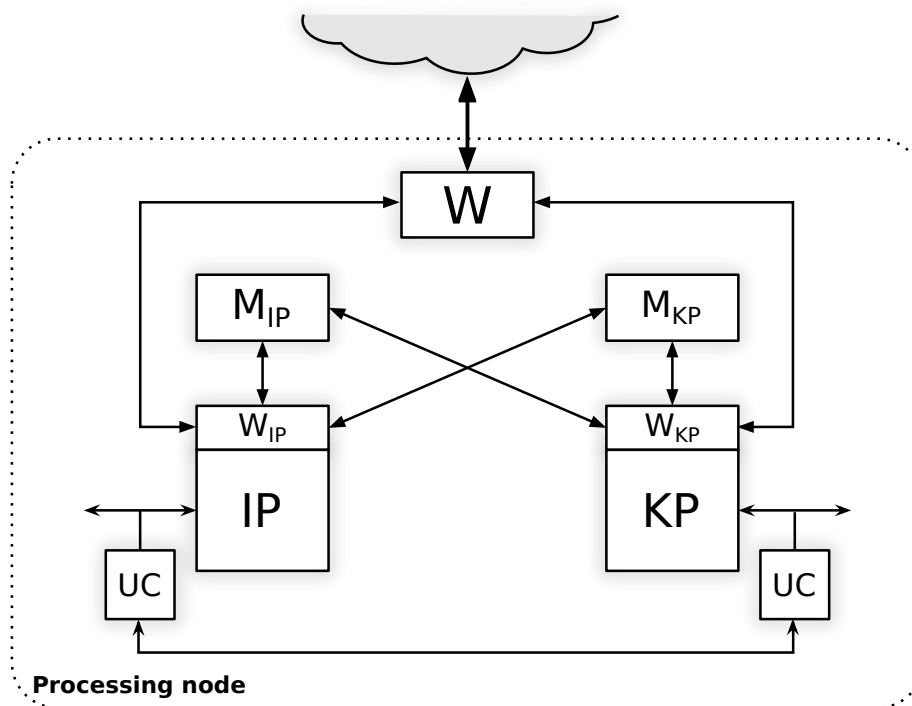 W
M_IP
M_KP
W_IP
W_KP
IP
KP
UC
UC
Processing node